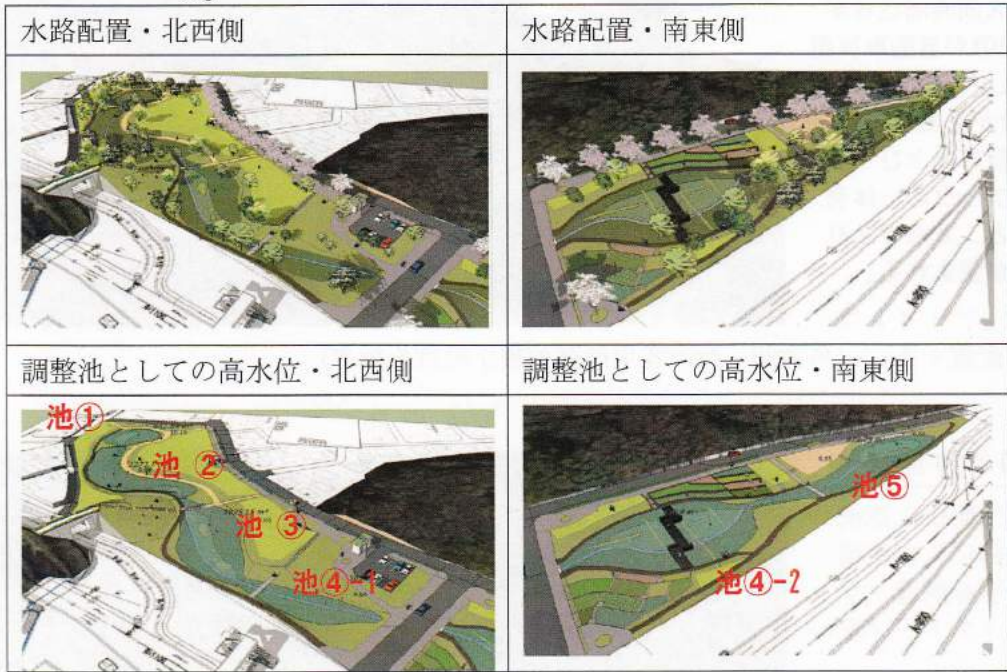 水路配置・北西側
水路配置・南東側
調整池としての高水位・北西側
調整池としての高水位・南東側
池①
池②
池③
池④-1
池⑤
池④-2